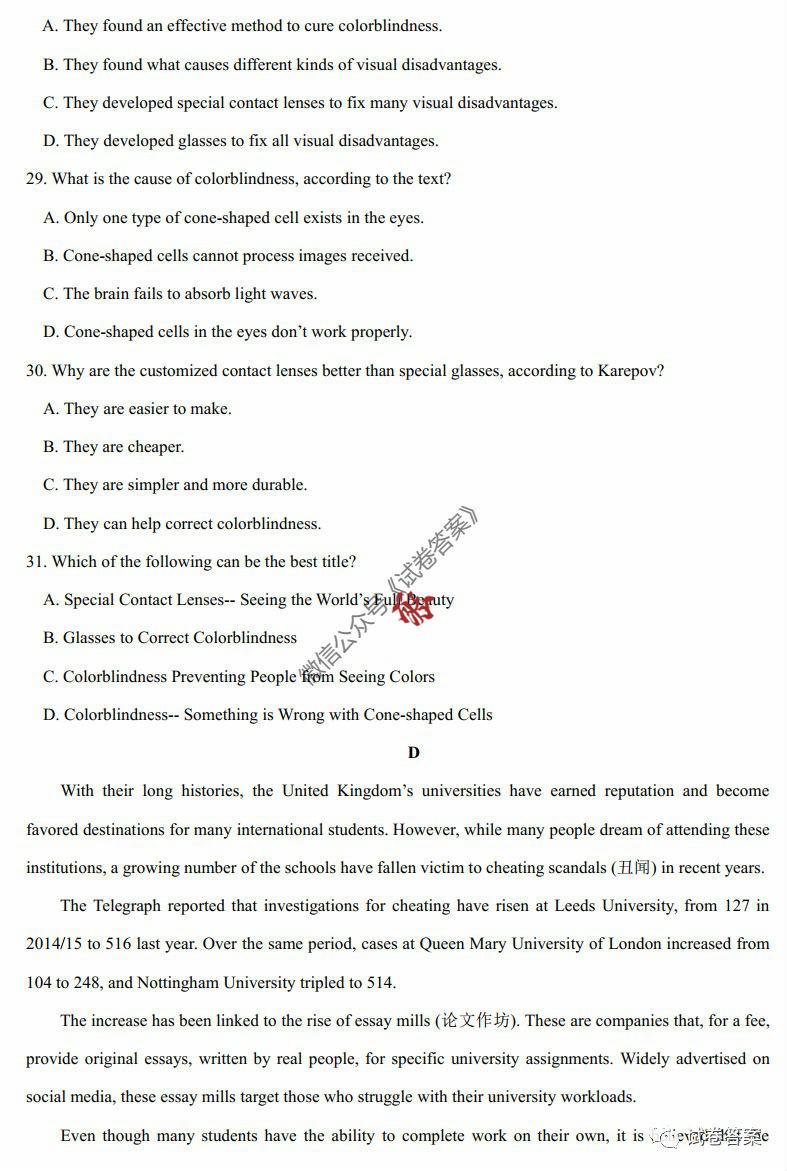 A. They found an effective method to cure colorblindness.
B. They found what causes different kinds of visual disadvantages.
C. They developed special contact lenses to fix many visual disadvantages.
D. They developed glasses to fix all visual disadvantages.
29. What is the cause of colorblindness, according to the text?
A. Only one type of cone-shaped cell exists in the eyes.
B. Cone-shaped cells cannot process images received.
C. The brain fails to absorb light waves.
D. Cone-shaped cells in the eyes don’t work properly.
30. Why are the customized contact lenses better than special glasses, according to Karepov?
A. They are easier to make.
B. They are cheaper.
C. They are simpler and more durable.
D. They can help correct colorblindness.
31. Which of the following can be the best title?
A. Special Contact Lenses-- Seeing the World’s Full Beauty
B. Glasses to Correct Colorblindness
C. Colorblindness Preventing People from Seeing Colors
D. Colorblindness-- Something is Wrong with Cone-shaped Cells
微信公众号《试卷答案》
D
With their long histories, the United Kingdom’s universities have earned reputation and become
favored destinations for many international students. However, while many people dream of attending these
institutions, a growing number of the schools have fallen victim to cheating scandals (丑闻) in recent years.
The Telegraph reported that investigations for cheating have risen at Leeds University, from 127 in
2014/15 to 516 last year. Over the same period, cases at Queen Mary University of London increased from
104 to 248, and Nottingham University tripled to 514.
The increase has been linked to the rise of essay mills (论文作坊). These are companies that, for a fee,
provide original essays, written by real people, for specific university assignments. Widely advertised on
social media, these essay mills target those who struggle with their university workloads.
Even though many students have the ability to complete work on their own, it is
试卷答案